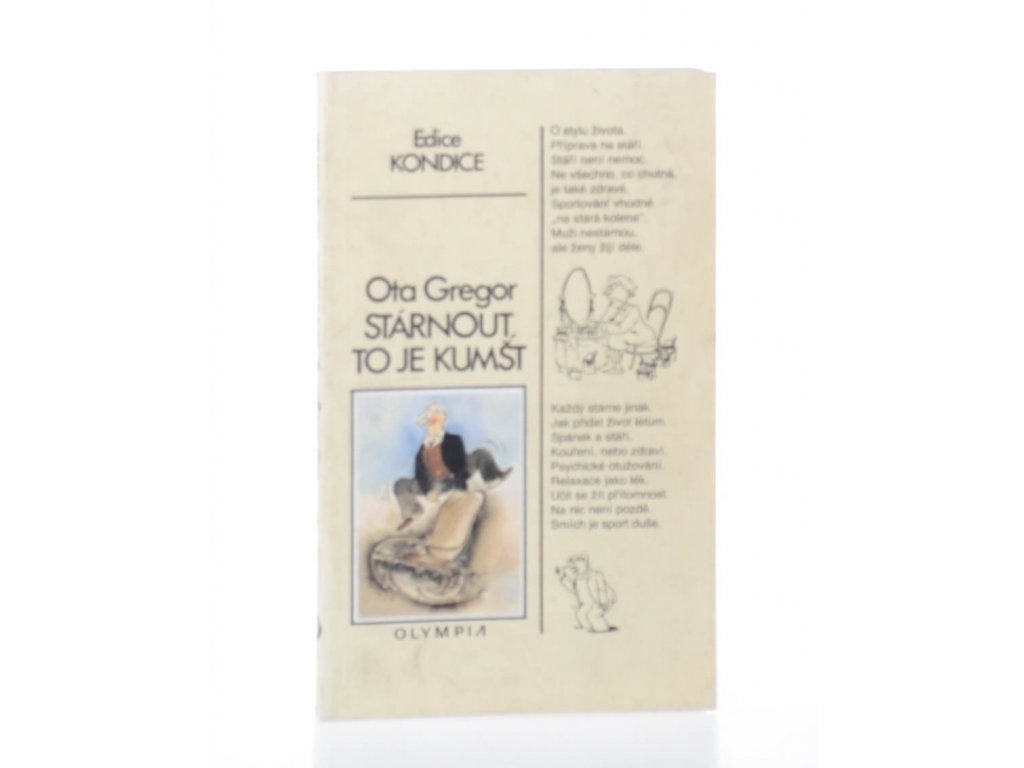 Edice
KONDICE
Ota Gregor
STÁRNOUT,
TO JE KUMŠT
OLYMPIA
O stylu života.
Příprava na stáří.
Stáří není nemoc.
Ne všechno, co chutná,
je také zdravé.
Sportování vhodné
„na stará kolena“.
Muži nestárnou,
ale ženy žijí déle.
Každý stárne jinak.
Jak přidat život létům.
Spánek a stáří.
Kouření, nebo zdraví.
Psychické otužování.
Relaxace jako lék.
Učit se žít přítomností.
Na nic není pozdě.
Smích je sport duše.